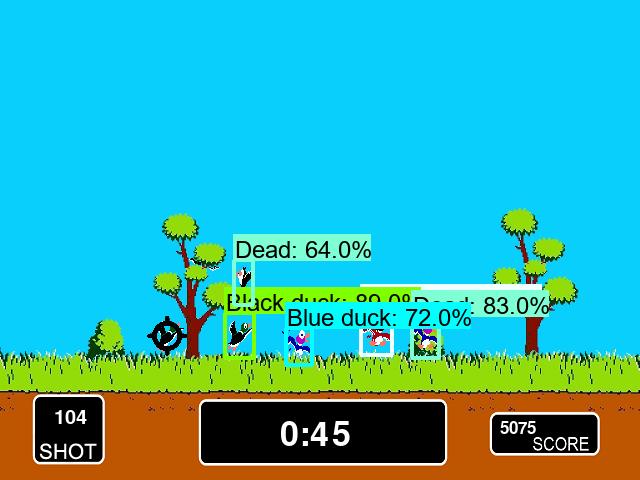 Dead: 64.0%
Black duck: 89.0%
Dead: 83.0%
Blue duck: 72.0%
104
SHOT
0:45
5075
SCORE